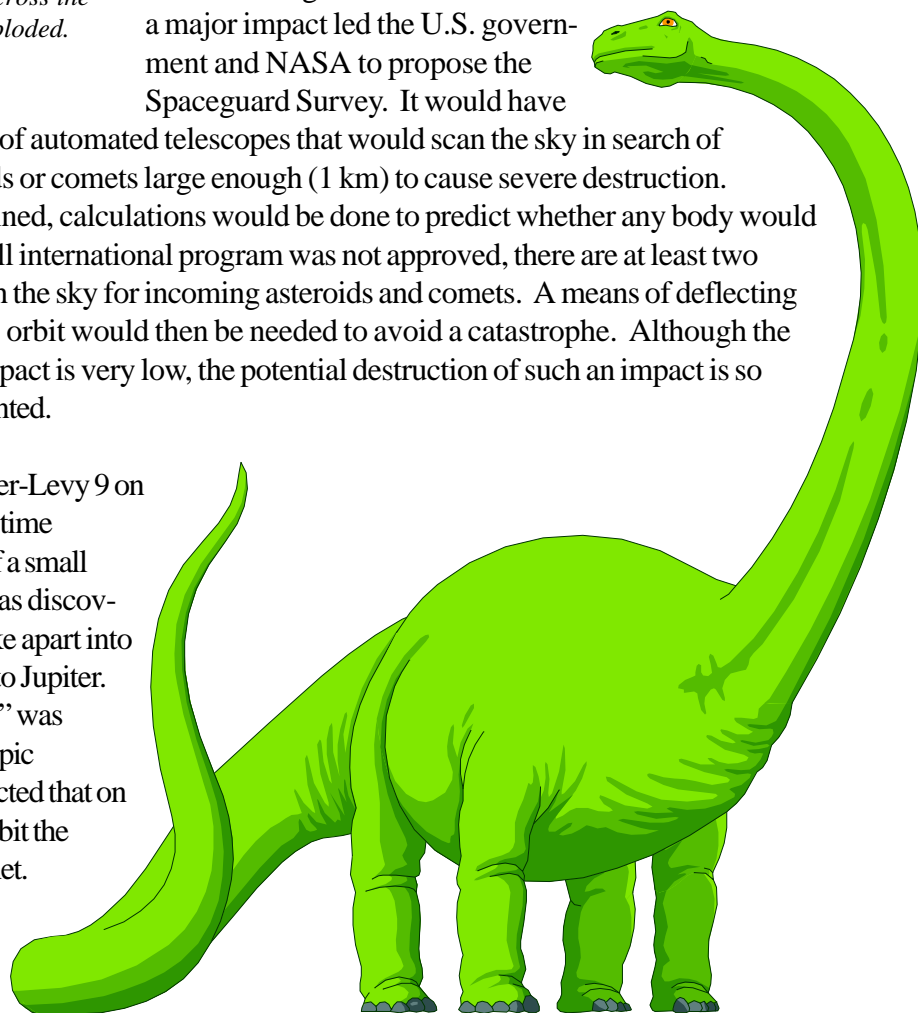 across the
ploded.
a major impact led the U.S. govern-
ment and NASA to propose the
Spaceguard Survey. It would have
of automated telescopes that would scan the sky in search of
or comets large enough (1 km) to cause severe destruction.
calculations would be done to predict whether any body would
international program was not approved, there are at least two
the sky for incoming asteroids and comets. A means of deflecting
orbit would then be needed to avoid a catastrophe. Although the
pact is very low, the potential destruction of such an impact is so
nted.
er-Levy 9 on
time
a small
as discov-
ke apart into
to Jupiter.
” was
pic
cted that on
bit the
et.